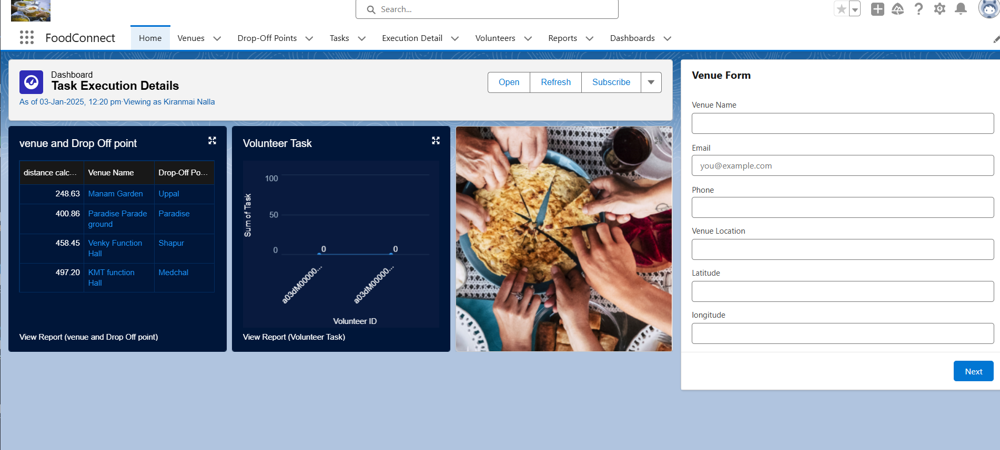 Search...
FoodConnect
Home
Venues
Drop-Off Points
Tasks
Execution Detail
Volunteers
Reports
Dashboards
Dashboard
Task Execution Details
As of 03-Jan-2025, 12:20 pm·Viewing as Kiranmai Nalla
Open
Refresh
Subscribe
venue and Drop Off point
distance calc... Venue Name Drop-Off Po...
248.63 Manam Garden Uppal
400.86 Paradise Parade Paradise
ground
458.45 Venky Function Shapur
Hall
497.20 KMT function Medchal
Hall
View Report (venue and Drop Off point)
Volunteer Task
Sum of Task
100
50
0
0
0
a03dM00000...
a03dM00000...
Volunteer ID
View Report (Volunteer Task)
Venue Form
Venue Name
Email
you@example.com
Phone
Venue Location
Latitude
longitude
Next